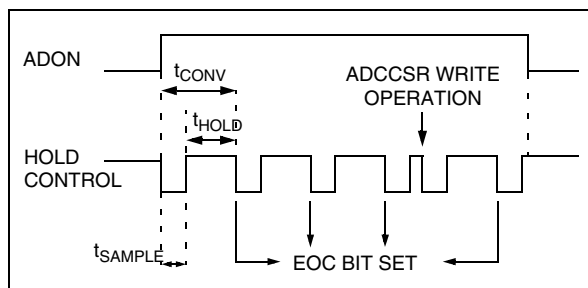 ADON
tCONV
ADCCSR WRITE
OPERATION
tHOLD
HOLD
CONTROL
tSAMPLE
EOC BIT SET